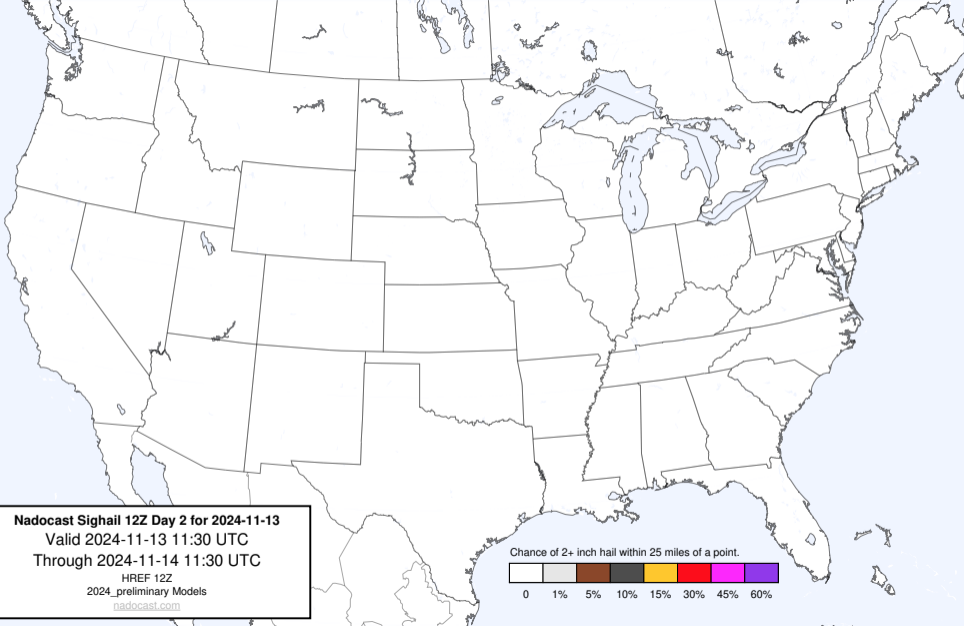 Nadocast Sighail 12Z Day 2 for 2024-11-13
Valid 2024-11-13 11:30 UTC
Through 2024-11-14 11:30 UTC
HREF 12Z
2024_preliminary Models
nadocast.com
Chance of 2+ inch hail within 25 miles of a point.
0 1% 5% 10% 15% 30% 45% 60%